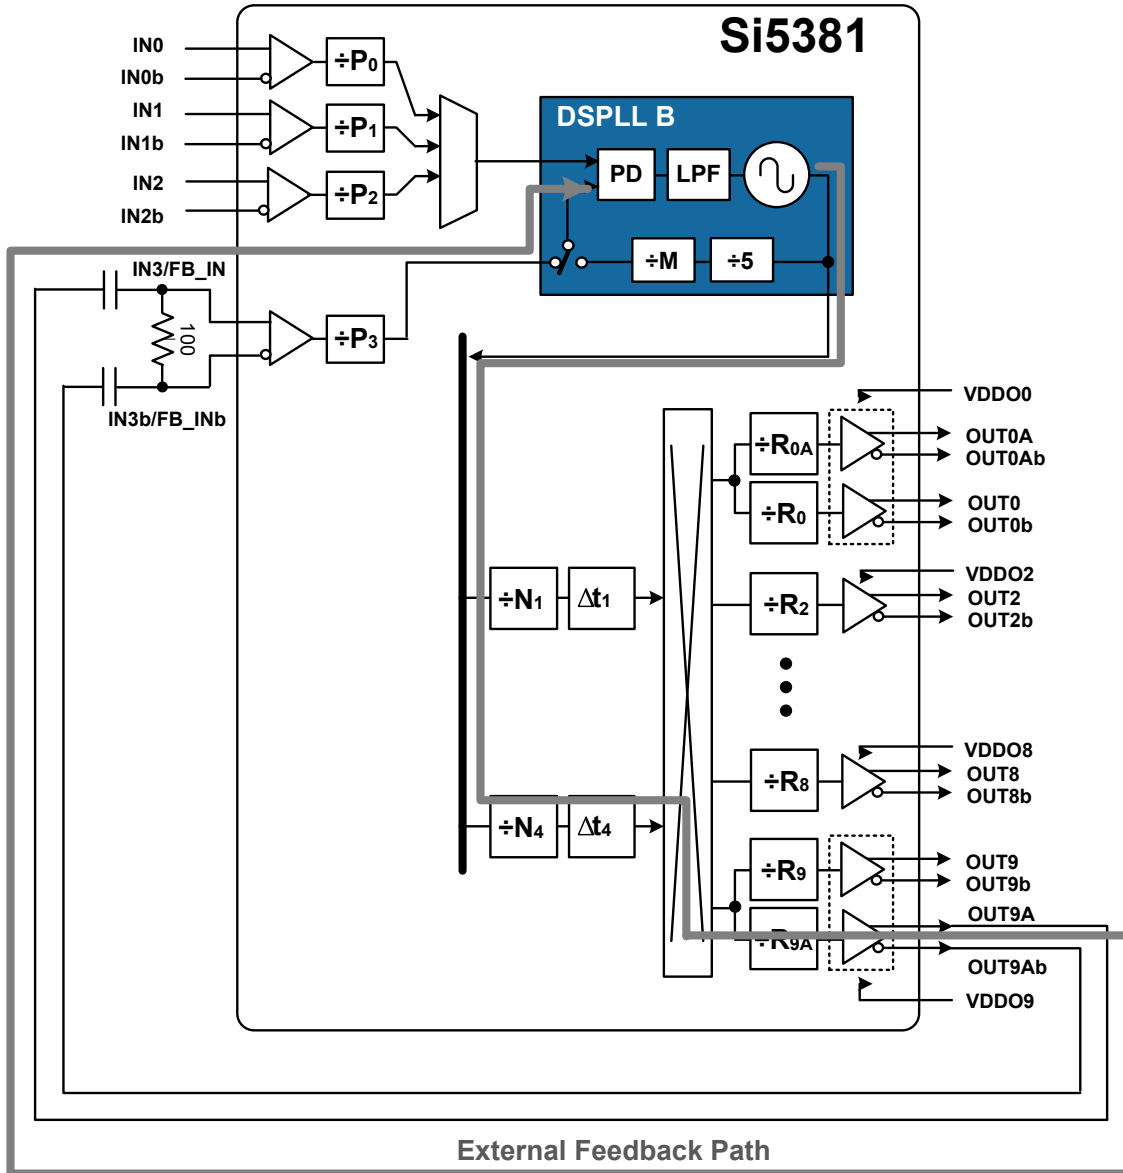 Si5381
IN0
IN0b
÷P0
IN1
IN1b
÷P1
IN2
IN2b
÷P2
DSPLL B
PD
LPF
÷M
÷5
IN3/FB_IN
100
÷P3
IN3b/FB_INb
VDDO0
÷R0A
OUT0A
OUT0Ab
÷R0
OUT0
OUT0b
÷N1
Δt1
VDDO2
÷R2
OUT2
OUT2b
VDDO8
÷R8
OUT8
OUT8b
÷N4
Δt4
÷R9
OUT9
OUT9b
÷R9A
OUT9A
OUT9Ab
VDDO9
External Feedback Path